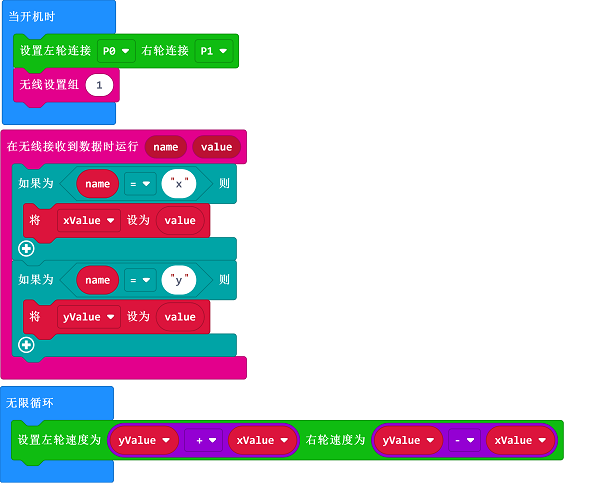 当开机时
设置左轮连接 P0 右轮连接 P1
无线设置组 1
在无线接收到数据时运行 name value
如果为 name = "x" 则
将 xValue 设为 value
如果为 name = "y" 则
将 yValue 设为 value
无限循环
设置左轮速度为 yValue + xValue 右轮速度为 yValue - xValue